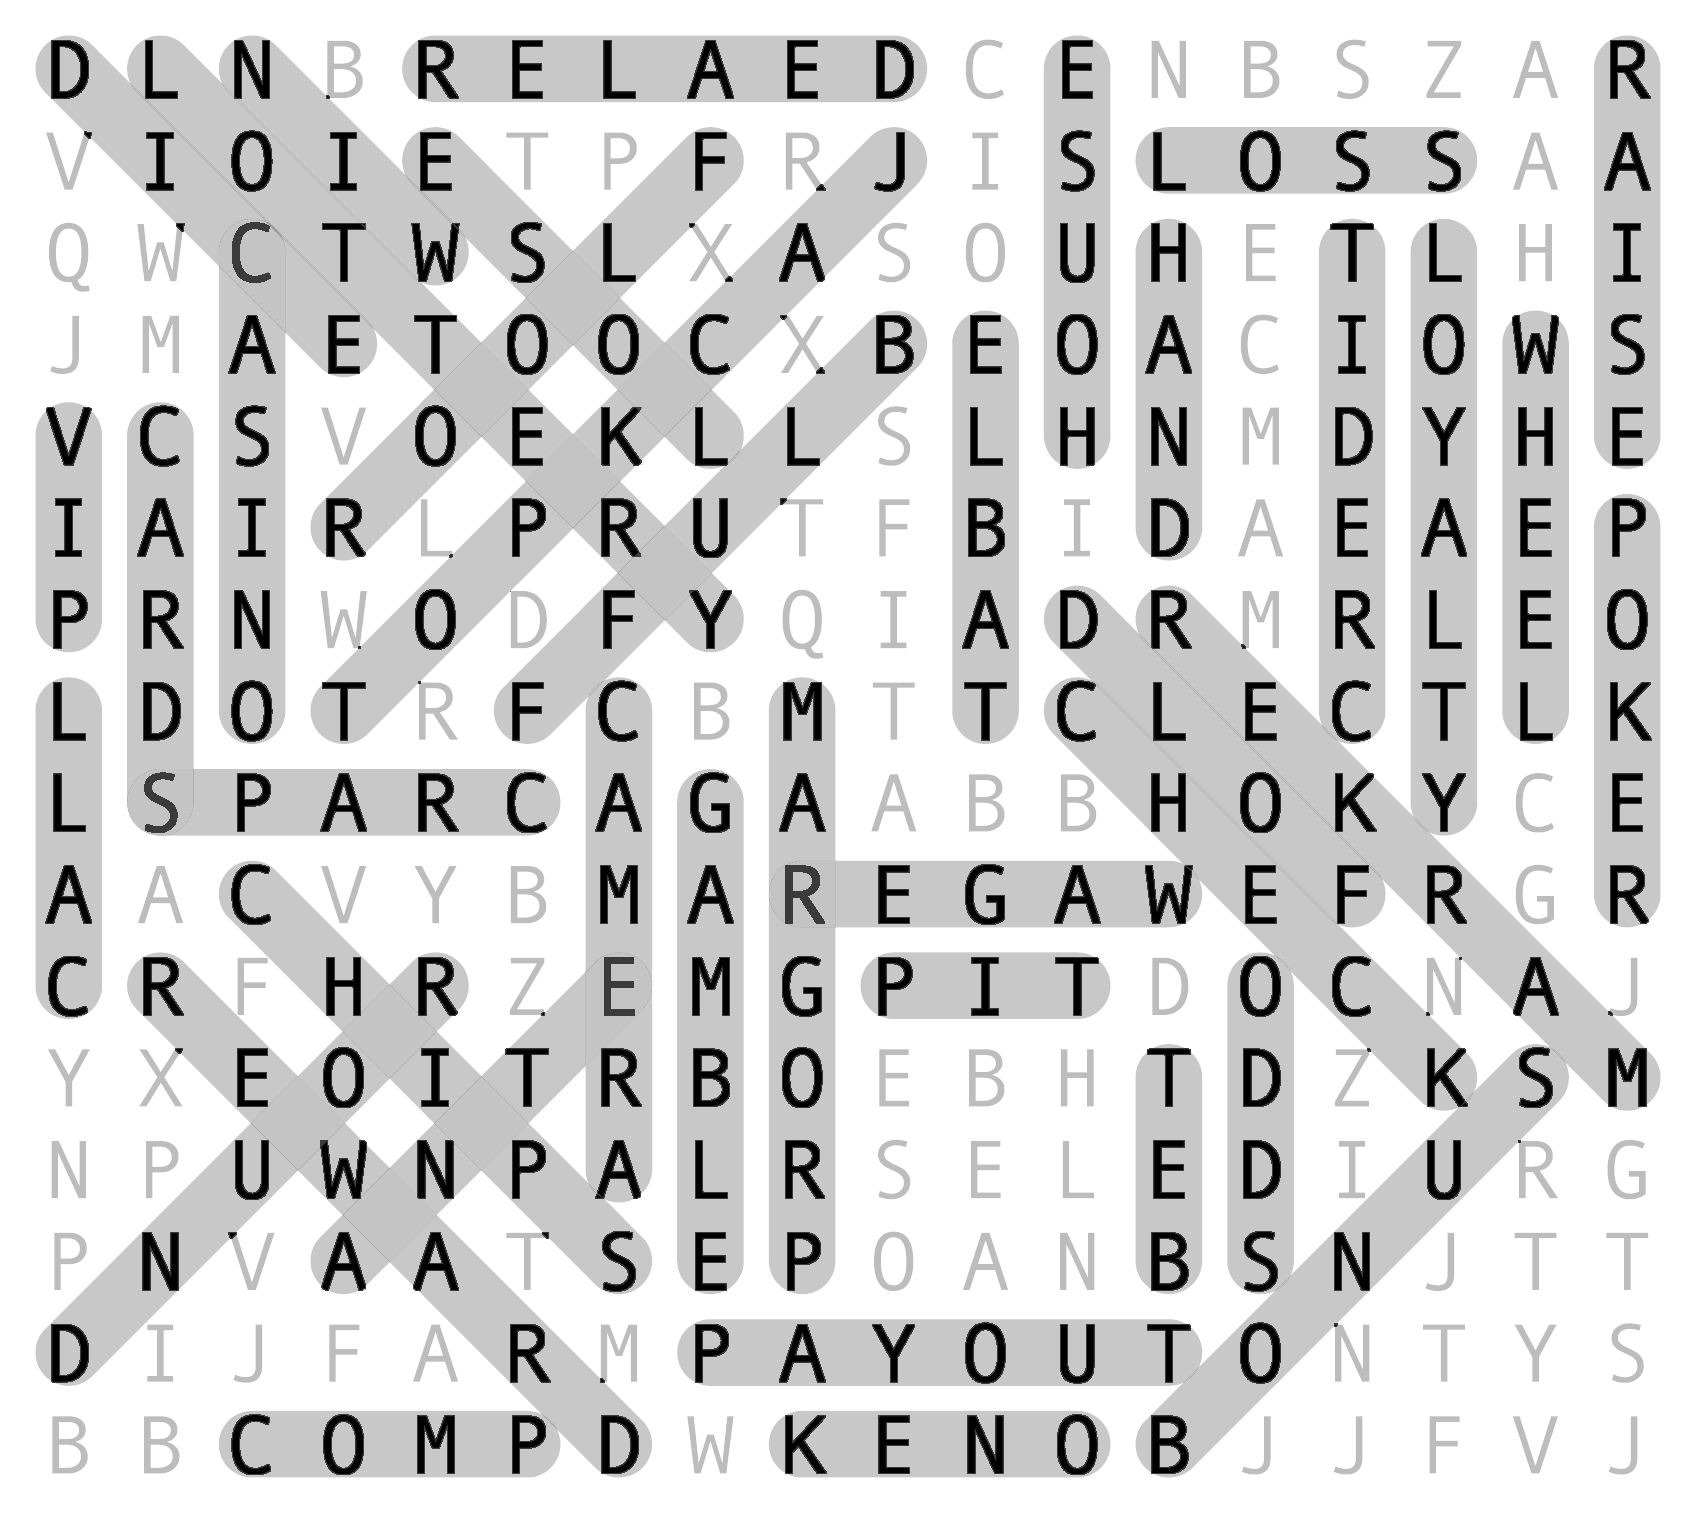 D L N B R E L A E D C E N B S Z A R
V I O I E T P F R J I S L O S S A A
Q W C T W S L X A S O U H E T L H I
J M A E T O O C X B E O A C I O W S
V C S V O E K L L S L H N M D Y H E
I A I R L P R U T F B I D A E A E P
P R N W O D F Y Q I A D R M R L E O
L D O T R F C B M T T C L E C T L K
L S P A R C A G A A B B H O K Y C E
A A C V Y B M A R E G A W E F R G R
C R F H R Z E M G P I T D O C N A J
Y X E O I T R B O E B H T D Z K S M
N P U W N P A L R S E L E D I U R G
P N V A A T S E P O A N B S N J T T
D I J F A R M P A Y O U T O N T Y S
B B C O M P D W K E N O B J J F V J